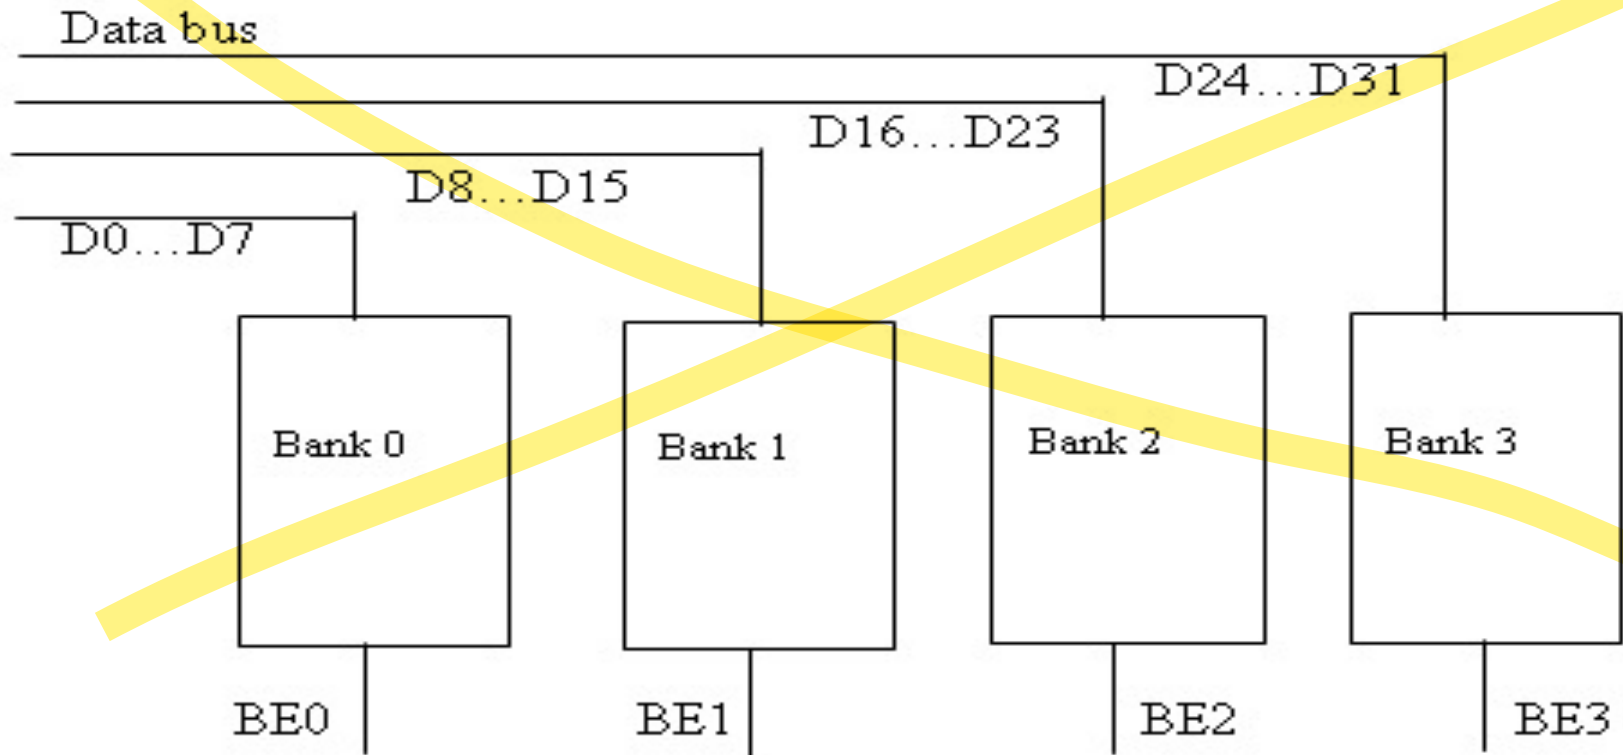 Data bus
D24...D31
D16...D23
D8...D15
D0...D7
Bank 0
Bank 1
Bank 2
Bank 3
BE0
BE1
BE2
BE3